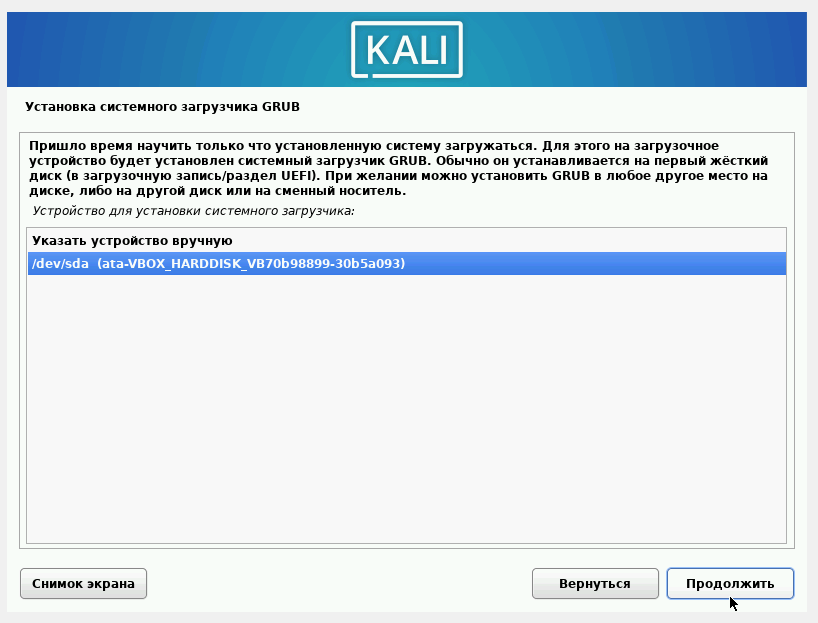 KALI
Установка системного загрузчика GRUB
Пришло время научить только что установленную систему загружаться. Для этого на загрузочное
устройство будет установлен системный загрузчик GRUB. Обычно он устанавливается на первый жёсткий
диск (в загрузочную запись/раздел UEFI). При желании можно установить GRUB в любое другое место на
диске, либо на другой диск или на сменный носитель.
Устройство для установки системного загрузчика:
Указать устройство вручную
/dev/sda (ata-VBOX_HARDDISK_VB70b98899-30b5a093)
Снимок экрана
Вернуться
Продолжить